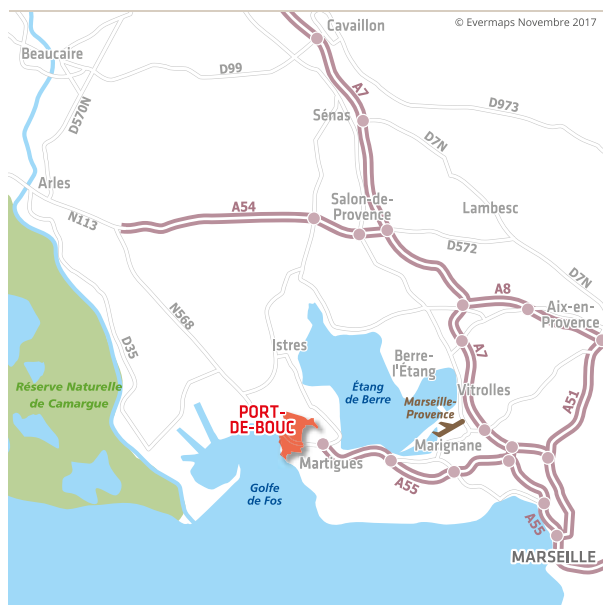 © Evermaps Novembre 2017
Cavaillon
Beaucaire
D99
A7
D570N
D973
Sénas
D7N
Arles
Salon-de-
Provence
Lambesc
A54
N113
D572
D7N
A8
N568
Aix-en-
Provence
D35
Istres
Berre-
l'Étang
A7
Réserve Naturelle
de Camargue
Étang
de Berre
Marseille-
Provence
Vitrolles
A51
PORT-
DE-BOUC
Marignane
Martigues
A55
Golfe
de Fos
A55
MARSEILLE